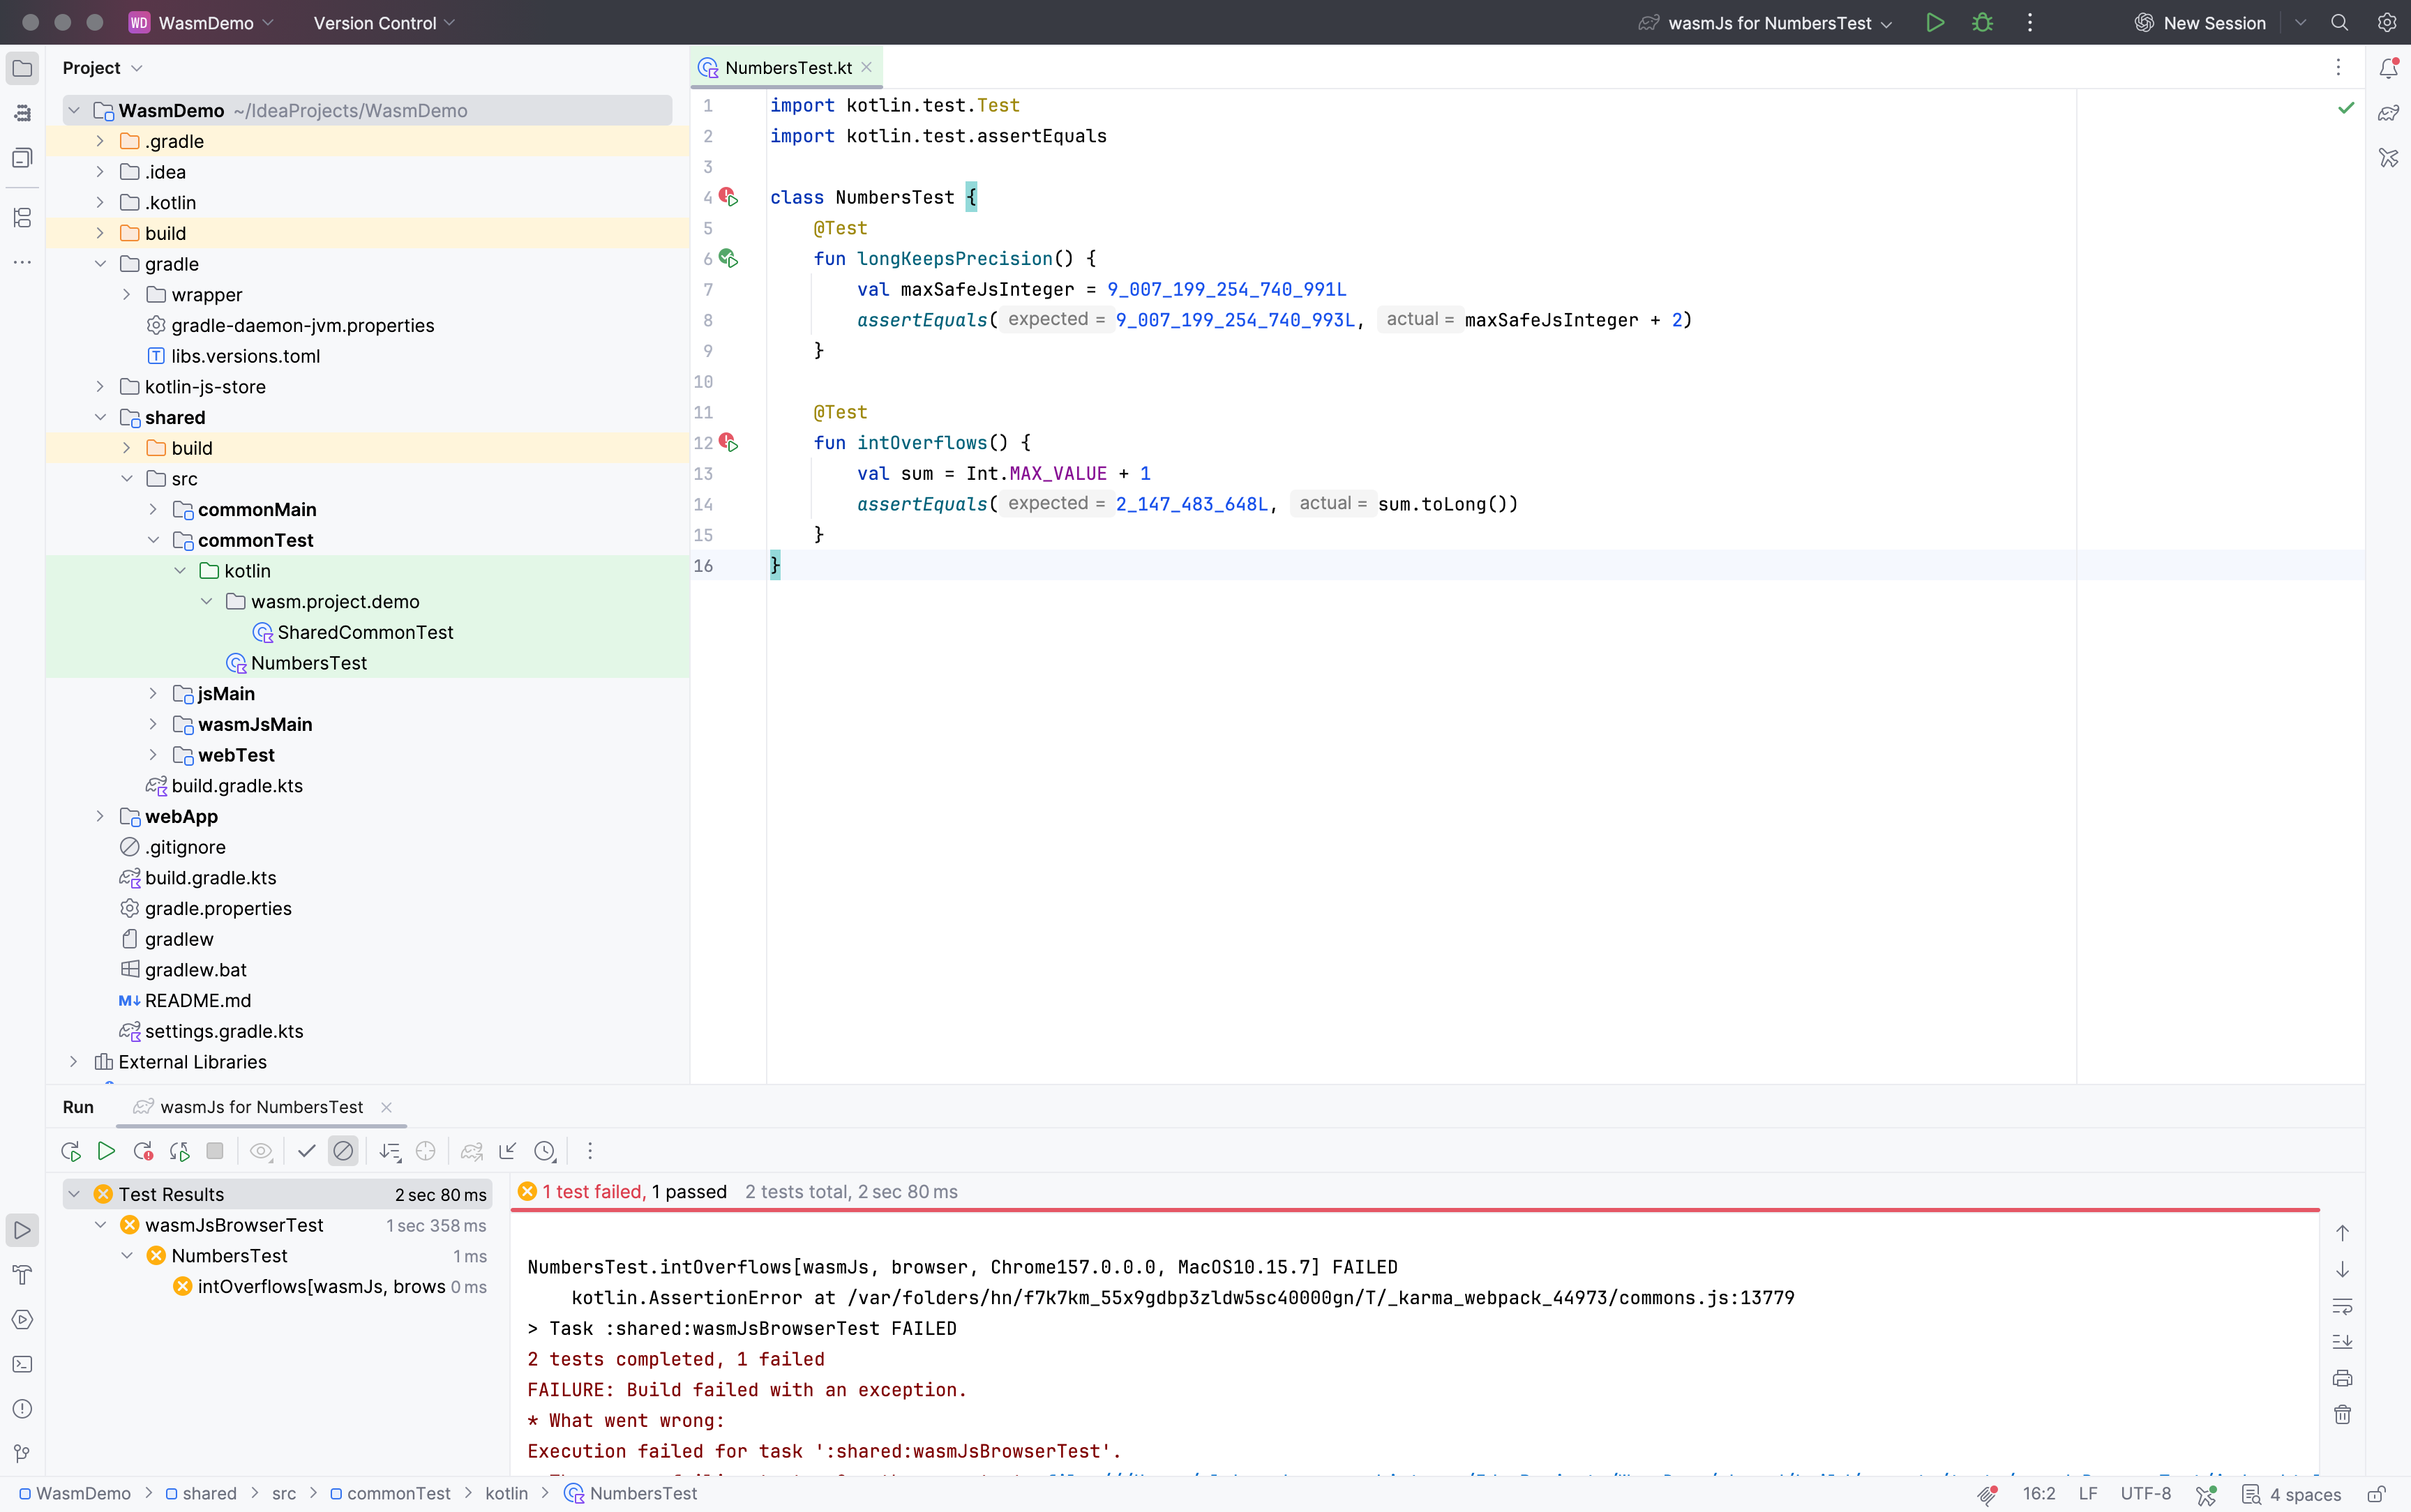 WD WasmDemo Version Control wasmJs for NumbersTest New Session
Project
WasmDemo ~/IdeaProjects/WasmDemo
.gradle
.idea
.kotlin
build
gradle
wrapper
gradle-daemon-jvm.properties
libs.versions.toml
kotlin-js-store
shared
build
src
commonMain
commonTest
kotlin
wasm.project.demo
SharedCommonTest
NumbersTest
jsMain
wasmJsMain
webTest
build.gradle.kts
webApp
.gitignore
build.gradle.kts
gradle.properties
gradlew
gradlew.bat
README.md
settings.gradle.kts
External Libraries
NumbersTest.kt
1 import kotlin.test.Test
2 import kotlin.test.assertEquals
3
4 class NumbersTest {
5 @Test
6 fun longKeepsPrecision() {
7 val maxSafeJsInteger = 9_007_199_254_740_991L
8 assertEquals( expected = 9_007_199_254_740_993L, actual = maxSafeJsInteger + 2)
9 }
10
11 @Test
12 fun intOverflows() {
13 val sum = Int.MAX_VALUE + 1
14 assertEquals( expected = 2_147_483_648L, actual = sum.toLong())
15 }
16 }
Run wasmJs for NumbersTest
Test Results 2 sec 80 ms
wasmJsBrowserTest 1 sec 358 ms
NumbersTest 1 ms
intOverflows[wasmJs, brows 0 ms
1 test failed, 1 passed 2 tests total, 2 sec 80 ms
NumbersTest.intOverflows[wasmJs, browser, Chrome157.0.0.0, MacOS10.15.7] FAILED
kotlin.AssertionError at /var/folders/hn/f7k7km_55x9gdbp3zldw5sc40000gn/T/_karma_webpack_44973/commons.js:13779
> Task :shared:wasmJsBrowserTest FAILED
2 tests completed, 1 failed
FAILURE: Build failed with an exception.
* What went wrong:
Execution failed for task ':shared:wasmJsBrowserTest'.
WasmDemo > shared > src > commonTest > kotlin > NumbersTest
16:2 LF UTF-8 4 spaces